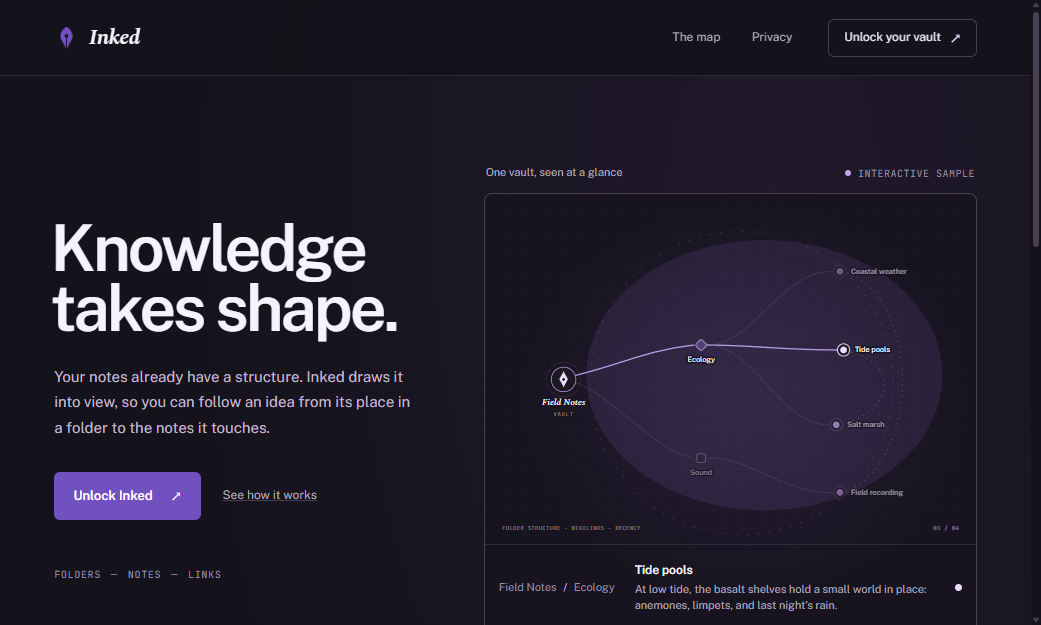 Inked
The map
Privacy
Unlock your vault ↗
One vault, seen at a glance
INTERACTIVE SAMPLE
Knowledge
takes shape.
Your notes already have a structure. Inked draws it
into view, so you can follow an idea from its place in
a folder to the notes it touches.
Unlock Inked ↗
See how it works
FOLDERS — NOTES — LINKS
Coastal weather
Tide pools
Ecology
Field Notes
VAULT
Salt marsh
Sound
Field recording
FOLDER STRUCTURE · WIKILINKS · RECENCY
01 / 04
Field Notes / Ecology
Tide pools
At low tide, the basalt shelves hold a small world in place:
anemones, limpets, and last night's rain.